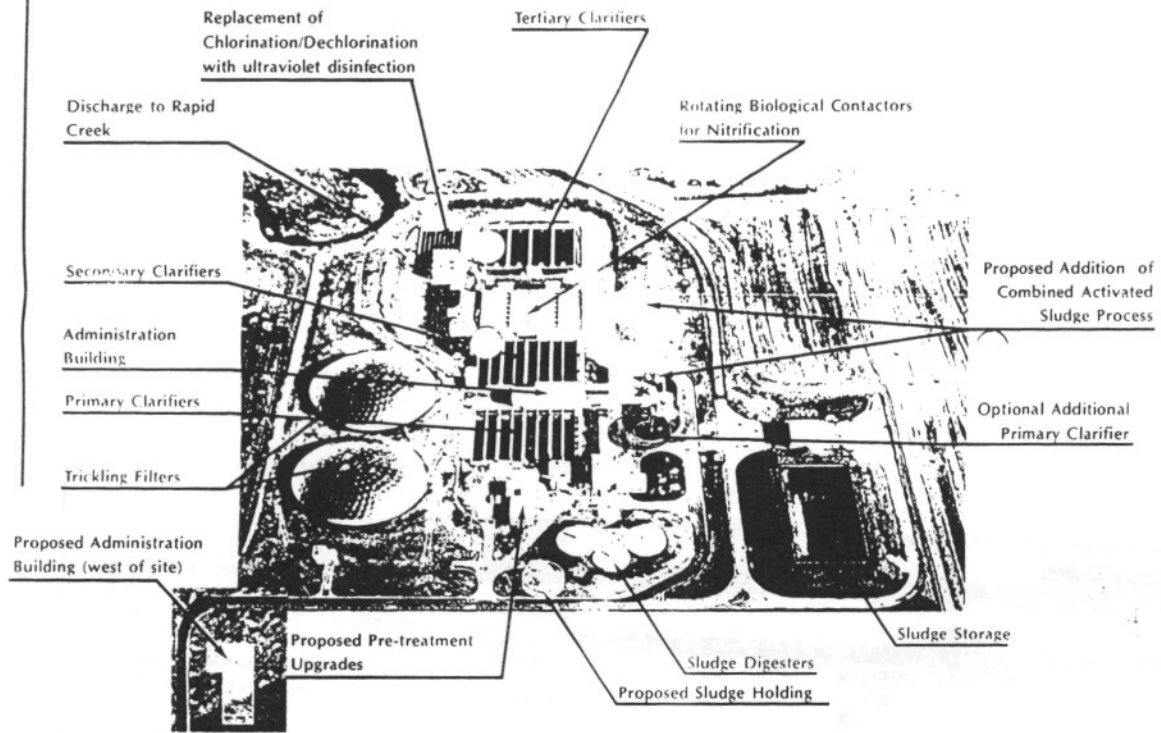 Replacement of
Chlorination/Dechlorination
with ultraviolet disinfection
Tertiary Clarifiers
Discharge to Rapid
Creek
Rotating Biological Contactors
for Nitrification
Secondary Clarifiers
Proposed Addition of
Combined Activated
Sludge Process
Administration
Building
Primary Clarifiers
Optional Additional
Primary Clarifier
Trickling Filters
Proposed Administration
Building (west of site)
Proposed Pre-treatment
Upgrades
Sludge Storage
Sludge Digesters
Proposed Sludge Holding